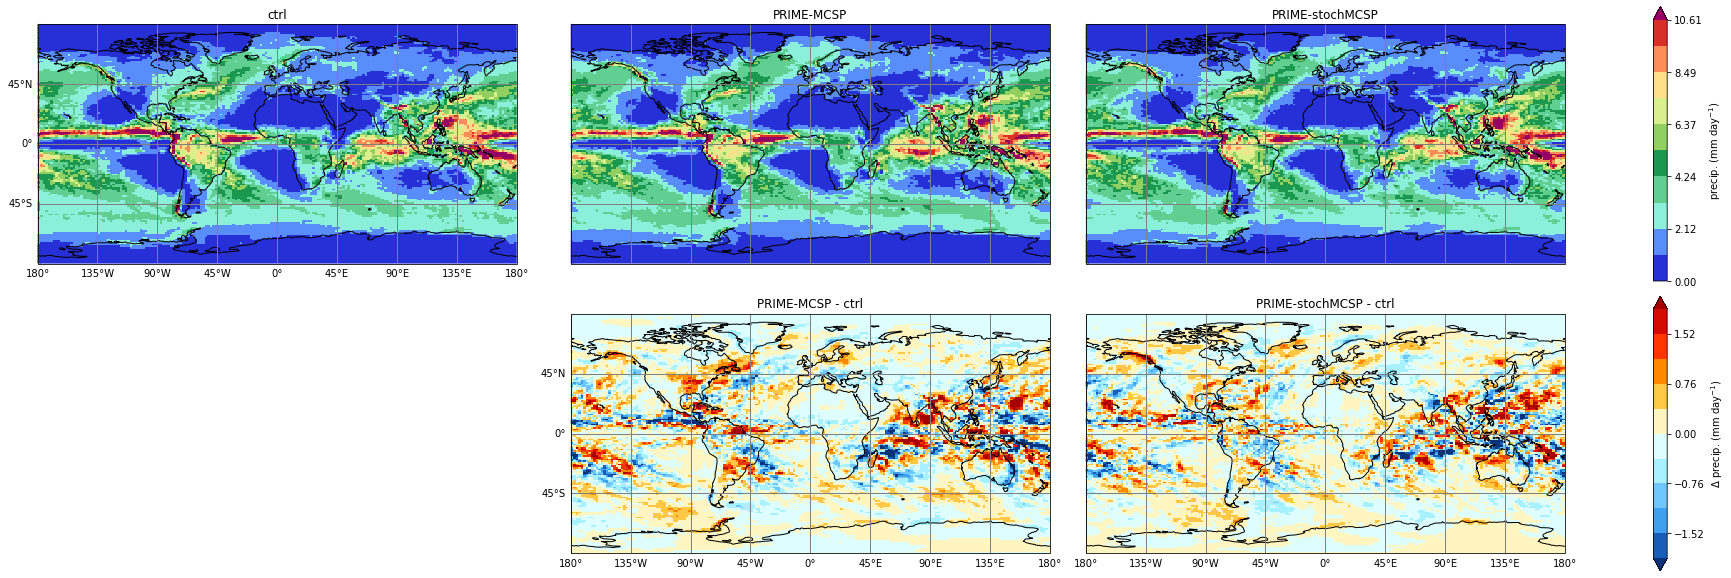 ctrl
PRIME-MCSP
PRIME-stochMCSP
45°N
0°
45°S
180° 135°W 90°W 45°W 0° 45°E 90°E 135°E 180°
10.61
8.49
6.37
4.24
2.12
0.00
precip. (mm day⁻¹)
PRIME-MCSP - ctrl
PRIME-stochMCSP - ctrl
45°N
0°
45°S
180° 135°W 90°W 45°W 0° 45°E 90°E 135°E 180°
180° 135°W 90°W 45°W 0° 45°E 90°E 135°E 180°
1.52
0.76
0.00
−0.76
−1.52
Δ precip. (mm day⁻¹)